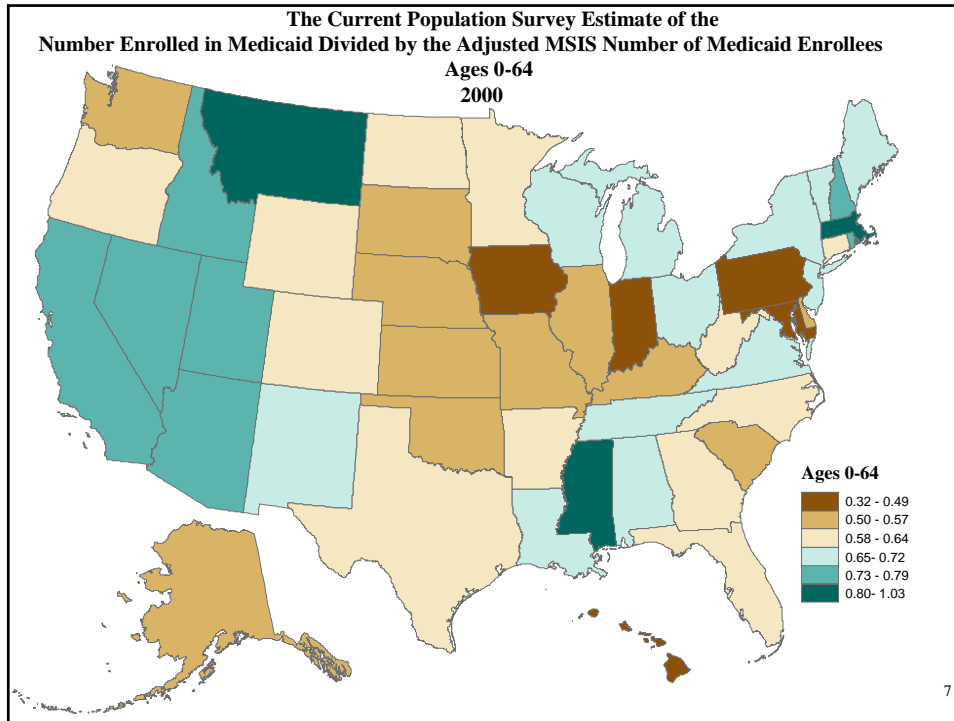 The Current Population Survey Estimate of the
Number Enrolled in Medicaid Divided by the Adjusted MSIS Number of Medicaid Enrollees
Ages 0-64
2000
Ages 0-64
0.32 - 0.49
0.50 - 0.57
0.58 - 0.64
0.65- 0.72
0.73 - 0.79
0.80- 1.03
7